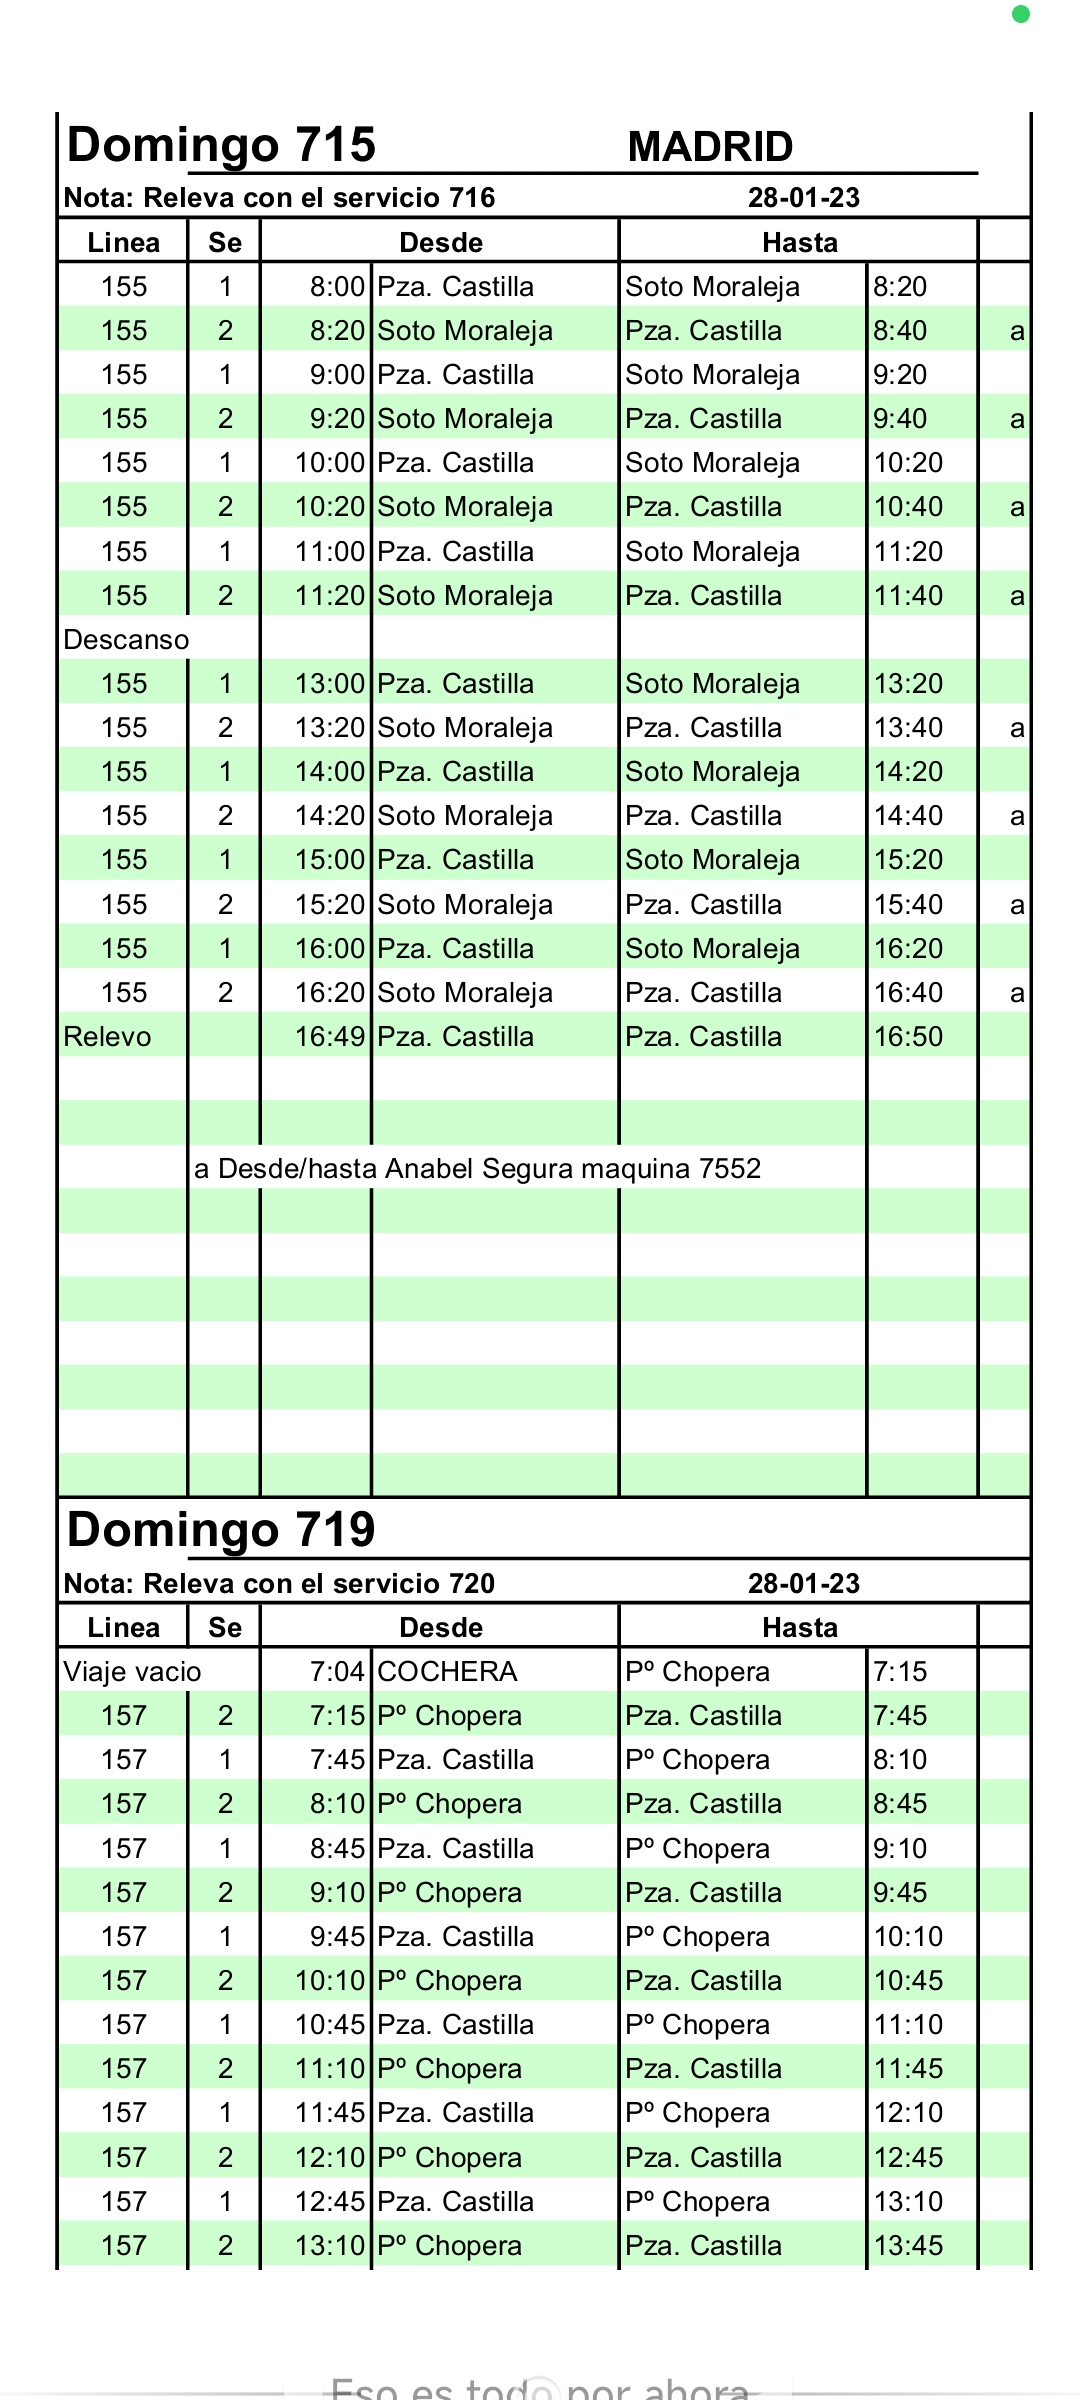 Domingo 715 MADRID
Nota: Releva con el servicio 716 28-01-23
Linea Se Desde Hasta
155 1 8:00 Pza. Castilla Soto Moraleja 8:20
155 2 8:20 Soto Moraleja Pza. Castilla 8:40 a
155 1 9:00 Pza. Castilla Soto Moraleja 9:20
155 2 9:20 Soto Moraleja Pza. Castilla 9:40 a
155 1 10:00 Pza. Castilla Soto Moraleja 10:20
155 2 10:20 Soto Moraleja Pza. Castilla 10:40 a
155 1 11:00 Pza. Castilla Soto Moraleja 11:20
155 2 11:20 Soto Moraleja Pza. Castilla 11:40 a
Descanso
155 1 13:00 Pza. Castilla Soto Moraleja 13:20
155 2 13:20 Soto Moraleja Pza. Castilla 13:40 a
155 1 14:00 Pza. Castilla Soto Moraleja 14:20
155 2 14:20 Soto Moraleja Pza. Castilla 14:40 a
155 1 15:00 Pza. Castilla Soto Moraleja 15:20
155 2 15:20 Soto Moraleja Pza. Castilla 15:40 a
155 1 16:00 Pza. Castilla Soto Moraleja 16:20
155 2 16:20 Soto Moraleja Pza. Castilla 16:40 a
Relevo 16:49 Pza. Castilla Pza. Castilla 16:50
a Desde/hasta Anabel Segura maquina 7552
Domingo 719
Nota: Releva con el servicio 720 28-01-23
Linea Se Desde Hasta
Viaje vacio 7:04 COCHERA Pº Chopera 7:15
157 2 7:15 Pº Chopera Pza. Castilla 7:45
157 1 7:45 Pza. Castilla Pº Chopera 8:10
157 2 8:10 Pº Chopera Pza. Castilla 8:45
157 1 8:45 Pza. Castilla Pº Chopera 9:10
157 2 9:10 Pº Chopera Pza. Castilla 9:45
157 1 9:45 Pza. Castilla Pº Chopera 10:10
157 2 10:10 Pº Chopera Pza. Castilla 10:45
157 1 10:45 Pza. Castilla Pº Chopera 11:10
157 2 11:10 Pº Chopera Pza. Castilla 11:45
157 1 11:45 Pza. Castilla Pº Chopera 12:10
157 2 12:10 Pº Chopera Pza. Castilla 12:45
157 1 12:45 Pza. Castilla Pº Chopera 13:10
157 2 13:10 Pº Chopera Pza. Castilla 13:45
Eso es todo por ahora